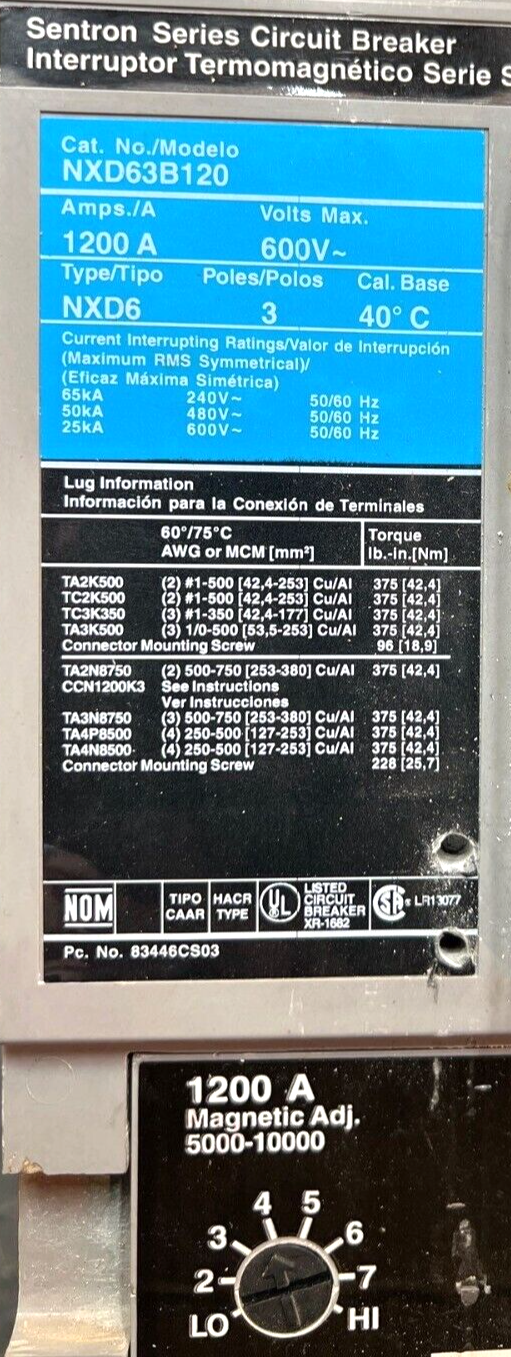 Sentron Series Circuit Breaker
Interruptor Termomagnético Serie S
Cat. No./Modelo
NXD63B120
Amps./A Volts Max.
1200 A 600V~
Type/Tipo Poles/Polos Cal. Base
NXD6 3 40° C
Current Interrupting Ratings/Valor de Interrupción
(Maximum RMS Symmetrical)/
(Eficaz Máxima Simétrica)
65kA 240V~ 50/60 Hz
50kA 480V~ 50/60 Hz
25kA 600V~ 50/60 Hz
Lug Information
Información para la Conexión de Terminales
60°/75°C Torque
AWG or MCM [mm²] lb.-in.[Nm]
TA2K500 (2) #1-500 [42,4-253] Cu/Al 375 [42,4]
TC2K500 (2) #1-500 [42,4-253] Cu/Al 375 [42,4]
TC3K350 (3) #1-350 [42,4-177] Cu/Al 375 [42,4]
TA3K500 (3) 1/0-500 [53,5-253] Cu/Al 375 [42,4]
Connector Mounting Screw 96 [18,9]
TA2N8750 (2) 500-750 [253-380] Cu/Al 375 [42,4]
CCN1200K3 See Instructions
Ver Instrucciones
TA3N8750 (3) 500-750 [253-380] Cu/Al 375 [42,4]
TA4P8500 (4) 250-500 [127-253] Cu/Al 375 [42,4]
TA4N8500 (4) 250-500 [127-253] Cu/Al 375 [42,4]
Connector Mounting Screw 228 [25,7]
NOM TIPO CAAR HACR TYPE UL LISTED CIRCUIT BREAKER XR-1682 SA® LR13077
Pc. No. 83446CS03
1200 A
Magnetic Adj.
5000-10000
4 5
3 6
2 7
LO HI